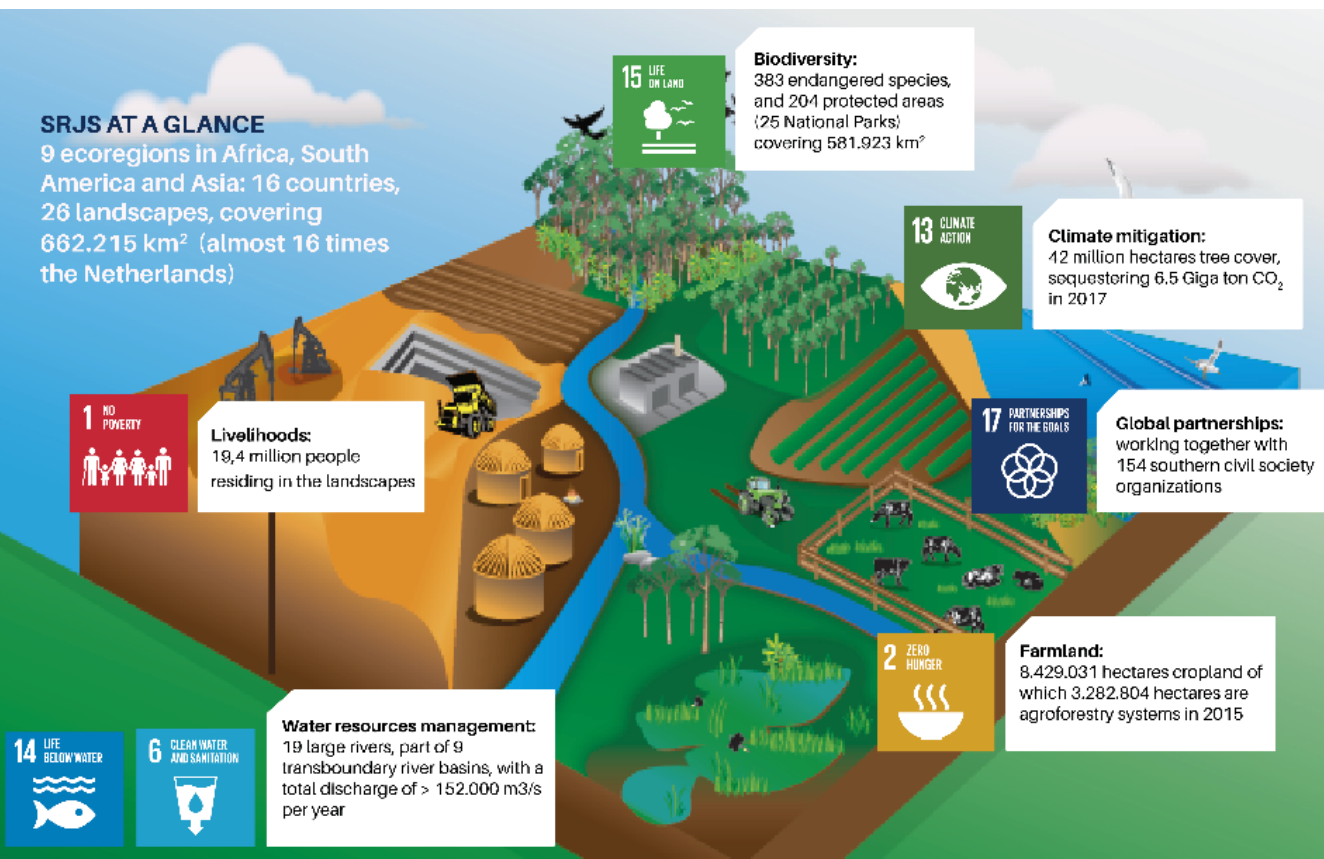 SRJS AT A GLANCE
9 ecoregions in Africa, South
America and Asia: 16 countries,
26 landscapes, covering
662.215 km² (almost 16 times
the Netherlands)
15 LIFE
ON LAND
Biodiversity:
383 endangered species,
and 204 protected areas
(25 National Parks)
covering 581.923 km²
13 CLIMATE
ACTION
Climate mitigation:
42 million hectares tree cover,
sequestering 6.5 Giga ton CO₂
in 2017
1 NO
POVERTY
Livelihoods:
19,4 million people
residing in the landscapes
17 PARTNERSHIPS
FOR THE GOALS
Global partnerships:
working together with
154 southern civil society
organizations
2 ZERO
HUNGER
Farmland:
8.429.031 hectares cropland of
which 3.282.804 hectares are
agroforestry systems in 2015
14 LIFE
BELOW WATER
6 CLEAN WATER
AND SANITATION
Water resources management:
19 large rivers, part of 9
transboundary river basins, with a
total discharge of > 152.000 m3/s
per year